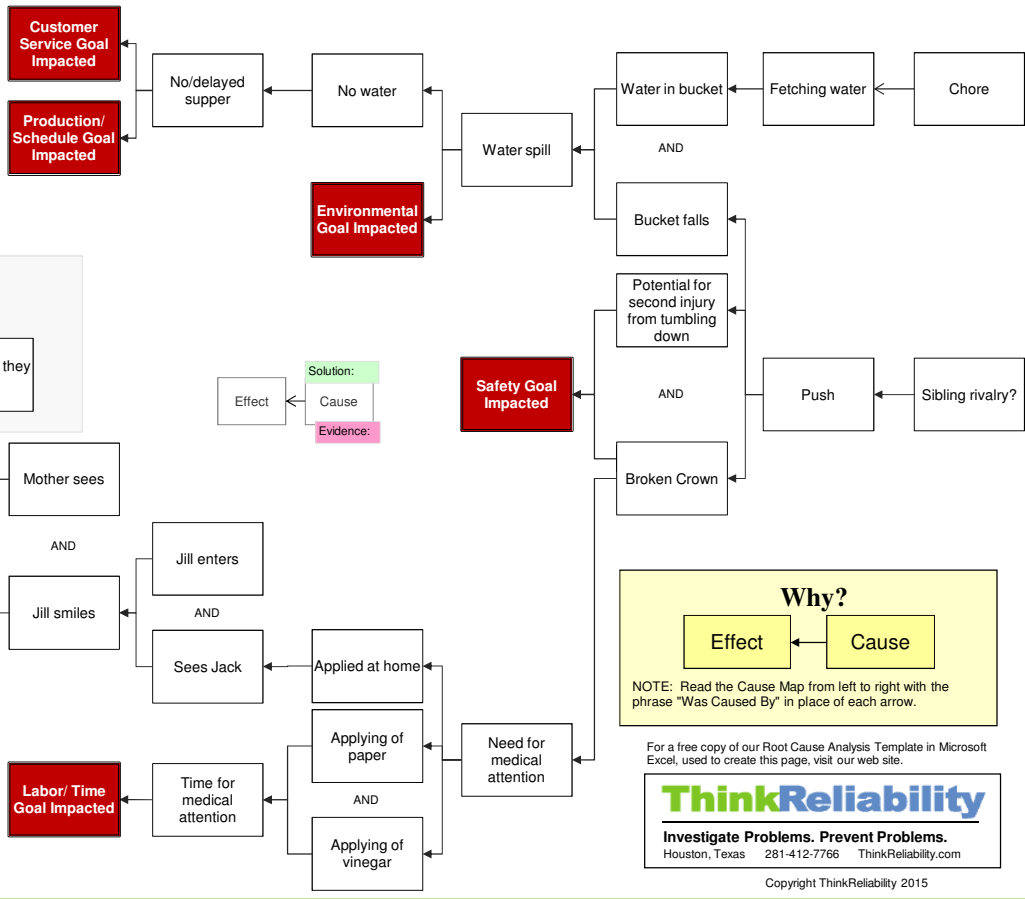 Customer
Service Goal
Impacted
Production/
Schedule Goal
Impacted
No/delayed
supper
No water
Environmental
Goal Impacted
Water spill
Water in bucket
AND
Bucket falls
Fetching water
Chore
Potential for
second injury
from tumbling
down
Safety Goal
Impacted
AND
Broken Crown
Push
Sibling rivalry?
they
Solution:
Effect
Cause
Evidence:
Mother sees
AND
Jill smiles
Jill enters
AND
Sees Jack
Applied at home
Applying of
paper
AND
Applying of
vinegar
Need for
medical
attention
Labor/ Time
Goal Impacted
Time for
medical
attention
Why?
Effect
Cause
NOTE:  Read the Cause Map from left to right with the
phrase "Was Caused By" in place of each arrow.
For a free copy of our Root Cause Analysis Template in Microsoft
Excel, used to create this page, visit our web site.
ThinkReliability
Investigate Problems. Prevent Problems.
Houston, Texas     281-412-7766     ThinkReliability.com
Copyright ThinkReliability 2015